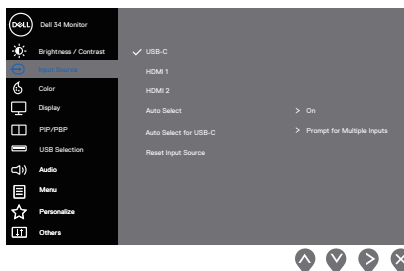 DELL
Dell 34 Monitor
Brightness / Contrast
Input Source
Color
Display
PIP/PBP
USB Selection
Audio
Menu
Personalize
Others
USB-C
HDMI 1
HDMI 2
Auto Select > On
Auto Select for USB-C > Prompt for Multiple Inputs
Reset Input Source